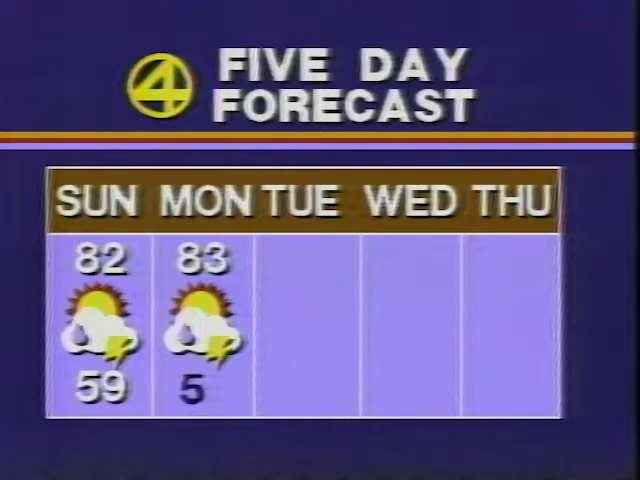 4 FIVE DAY
FORECAST
SUN MON TUE WED THU
82 83
59 5